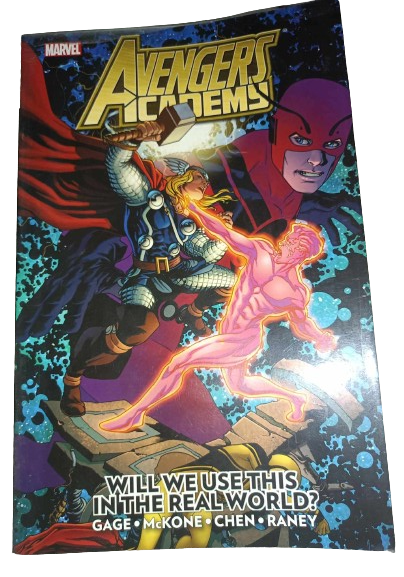 MARVEL
AVENGERS
ACADEMY
WILL WE USE THIS
IN THE REAL WORLD?
GAGE • McKONE • CHEN • RANEY